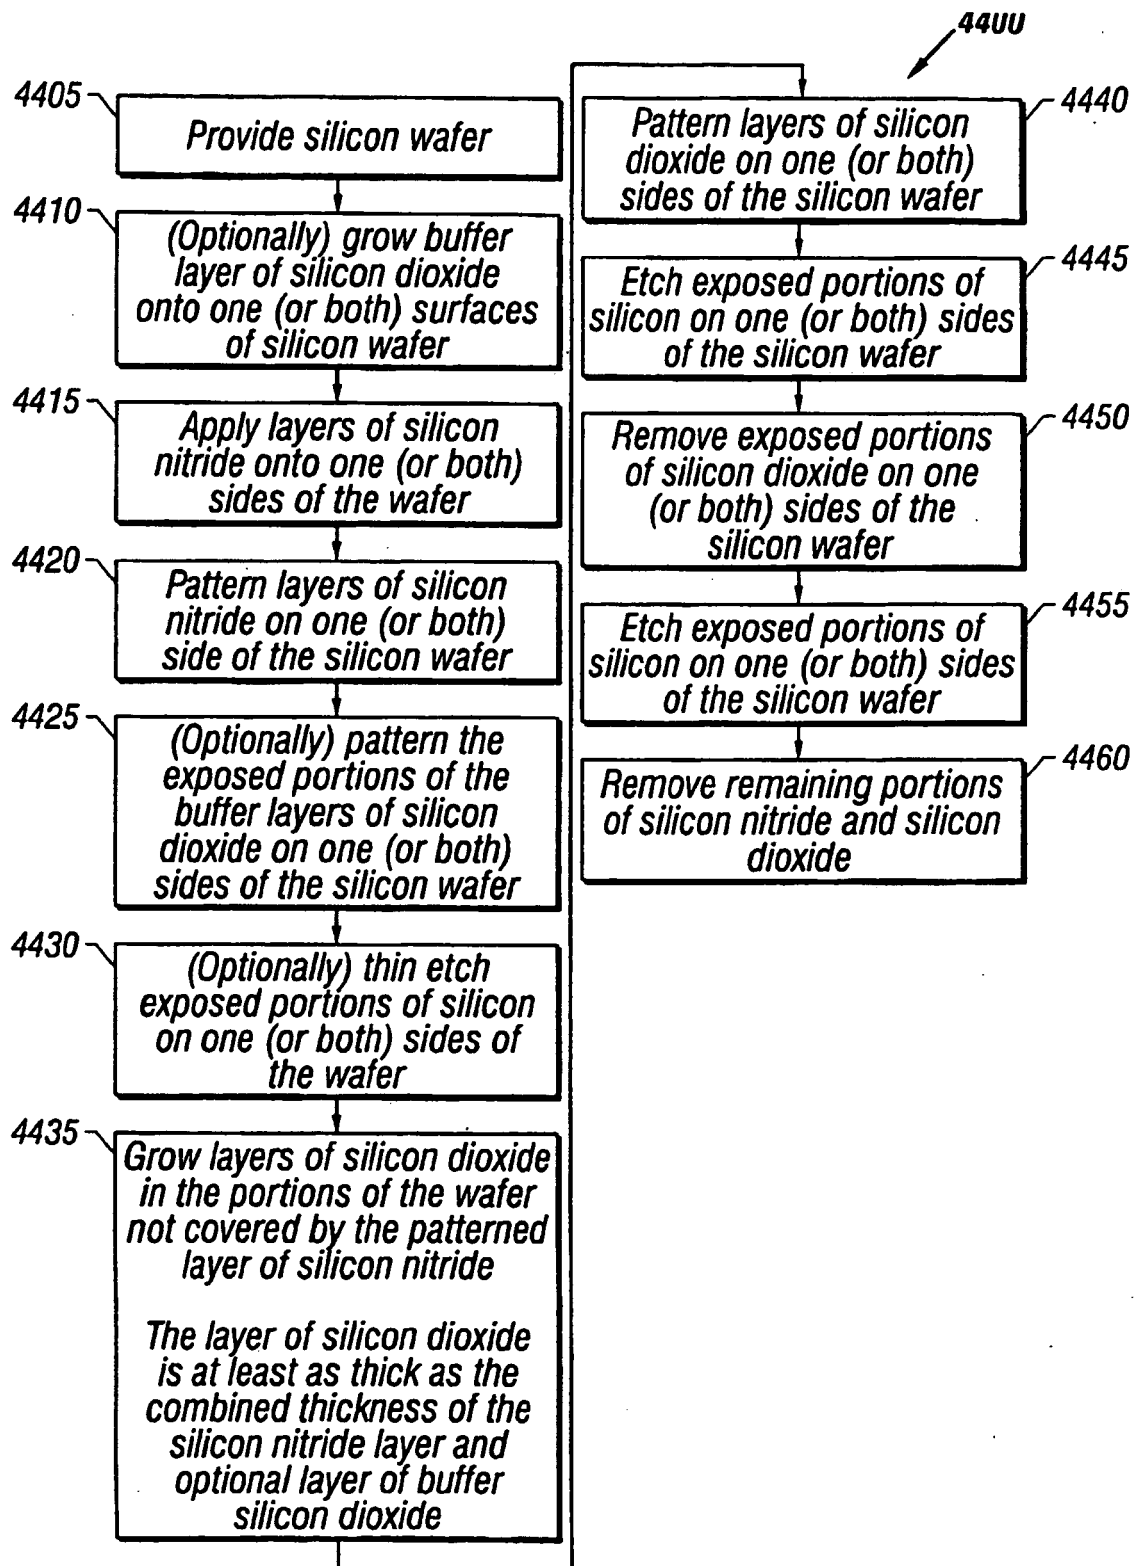 4400
4405
Provide silicon wafer
4410
(Optionally) grow buffer
layer of silicon dioxide
onto one (or both) surfaces
of silicon wafer
4415
Apply layers of silicon
nitride onto one (or both)
sides of the wafer
4420
Pattern layers of silicon
nitride on one (or both)
side of the silicon wafer
4425
(Optionally) pattern the
exposed portions of the
buffer layers of silicon
dioxide on one (or both)
sides of the silicon wafer
4430
(Optionally) thin etch
exposed portions of silicon
on one (or both) sides of
the wafer
4435
Grow layers of silicon dioxide
in the portions of the wafer
not covered by the patterned
layer of silicon nitride
The layer of silicon dioxide
is at least as thick as the
combined thickness of the
silicon nitride layer and
optional layer of buffer
silicon dioxide
4440
Pattern layers of silicon
dioxide on one (or both)
sides of the silicon wafer
4445
Etch exposed portions of
silicon on one (or both) sides
of the silicon wafer
4450
Remove exposed portions
of silicon dioxide on one
(or both) sides of the
silicon wafer
4455
Etch exposed portions of
silicon on one (or both) sides
of the silicon wafer
4460
Remove remaining portions
of silicon nitride and silicon
dioxide